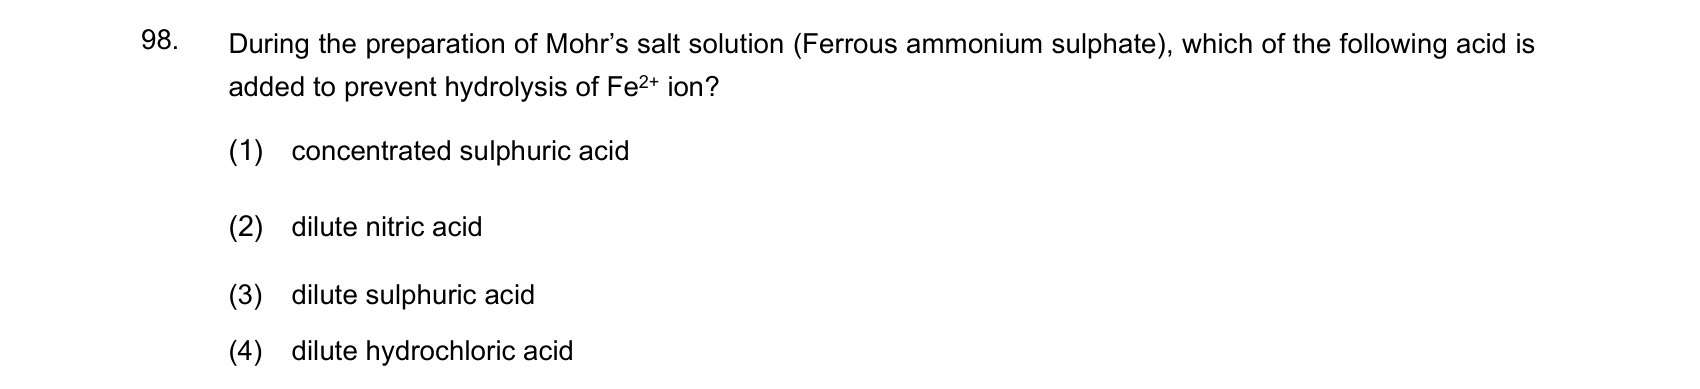 98. During the preparation of Mohr’s salt solution (Ferrous ammonium sulphate), which of the following acid is
added to prevent hydrolysis of Fe²⁺ ion?
(1) concentrated sulphuric acid
(2) dilute nitric acid
(3) dilute sulphuric acid
(4) dilute hydrochloric acid